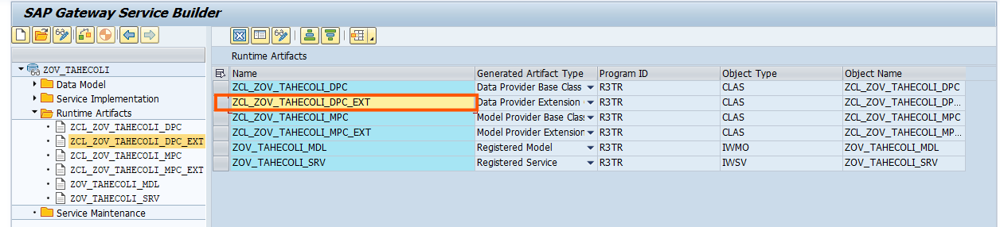 SAP Gateway Service Builder
Runtime Artifacts
ZOV_TAHECOLI
Data Model
Service Implementation
Runtime Artifacts
ZCL_ZOV_TAHECOLI_DPC
ZCL_ZOV_TAHECOLI_DPC_EXT
ZCL_ZOV_TAHECOLI_MPC
ZCL_ZOV_TAHECOLI_MPC_EXT
ZOV_TAHECOLI_MDL
ZOV_TAHECOLI_SRV
Service Maintenance
Name Generated Artifact Type Program ID Object Type Object Name
ZCL_ZOV_TAHECOLI_DPC Data Provider Base Class R3TR CLAS ZCL_ZOV_TAHECOLI_DPC
ZCL_ZOV_TAHECOLI_DPC_EXT Data Provider Extension R3TR CLAS ZCL_ZOV_TAHECOLI_DP...
ZCL_ZOV_TAHECOLI_MPC Model Provider Base Clas R3TR CLAS ZCL_ZOV_TAHECOLI_MPC
ZCL_ZOV_TAHECOLI_MPC_EXT Model Provider Extension R3TR CLAS ZCL_ZOV_TAHECOLI_MP...
ZOV_TAHECOLI_MDL Registered Model R3TR IWMO ZOV_TAHECOLI_MDL
ZOV_TAHECOLI_SRV Registered Service R3TR IWSV ZOV_TAHECOLI_SRV